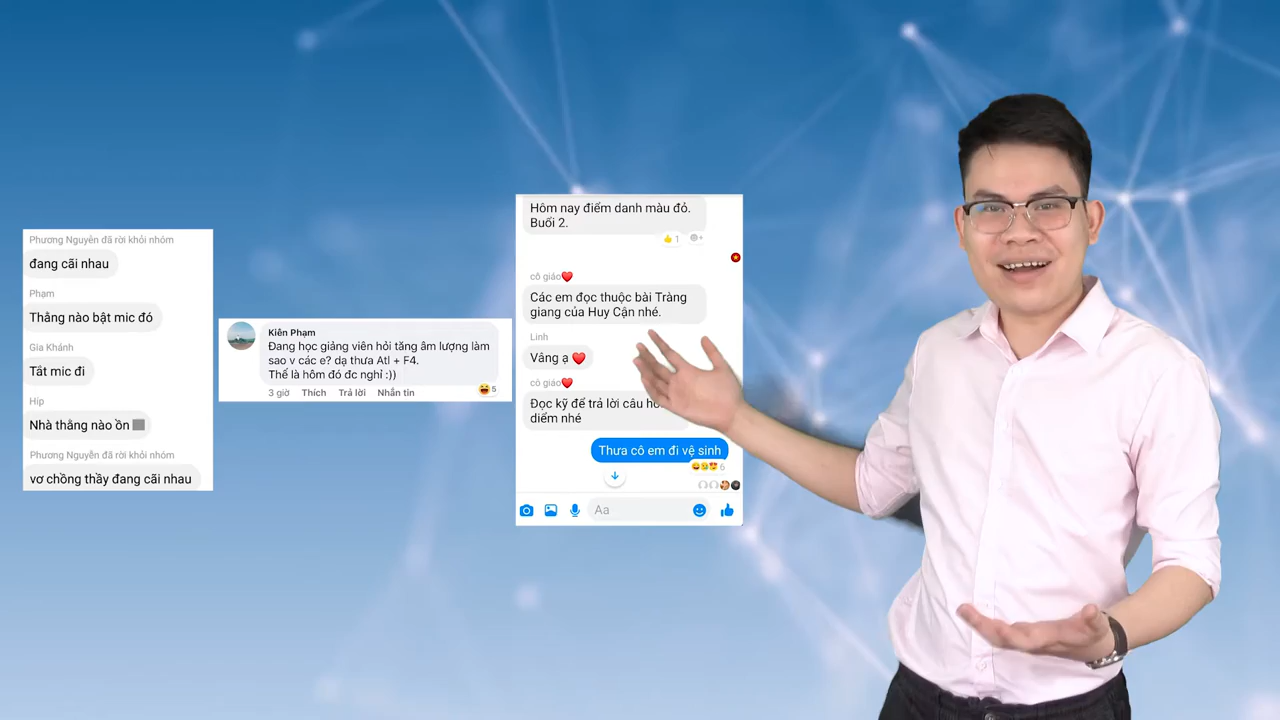 Phương Nguyên đã rời khỏi nhóm
đang cãi nhau
Phạm
Thằng nào bật mic đó
Gia Khánh
Tắt mic đi
Hip
Nhà thằng nào ồn
Phương Nguyễn đã rời khỏi nhóm
vơ chồng thầy đang cãi nhau
Kiên Phạm
Đang học giảng viên hỏi tăng âm lượng làm
sao v các e? dạ thưa Atl + F4.
Thế là hôm đó đc nghỉ :))
3 giờ Thích Trả lời Nhắn tin
5
Hôm nay điểm danh màu đỏ.
Buổi 2.
1
cô giáo❤️
Các em đọc thuộc bài Tràng
giang của Huy Cận nhé.
Linh
Vâng ạ ❤️
cô giáo❤️
Đọc kỹ để trả lời câu
điểm nhé
Thưa cô em đi vệ sinh
6
Aa